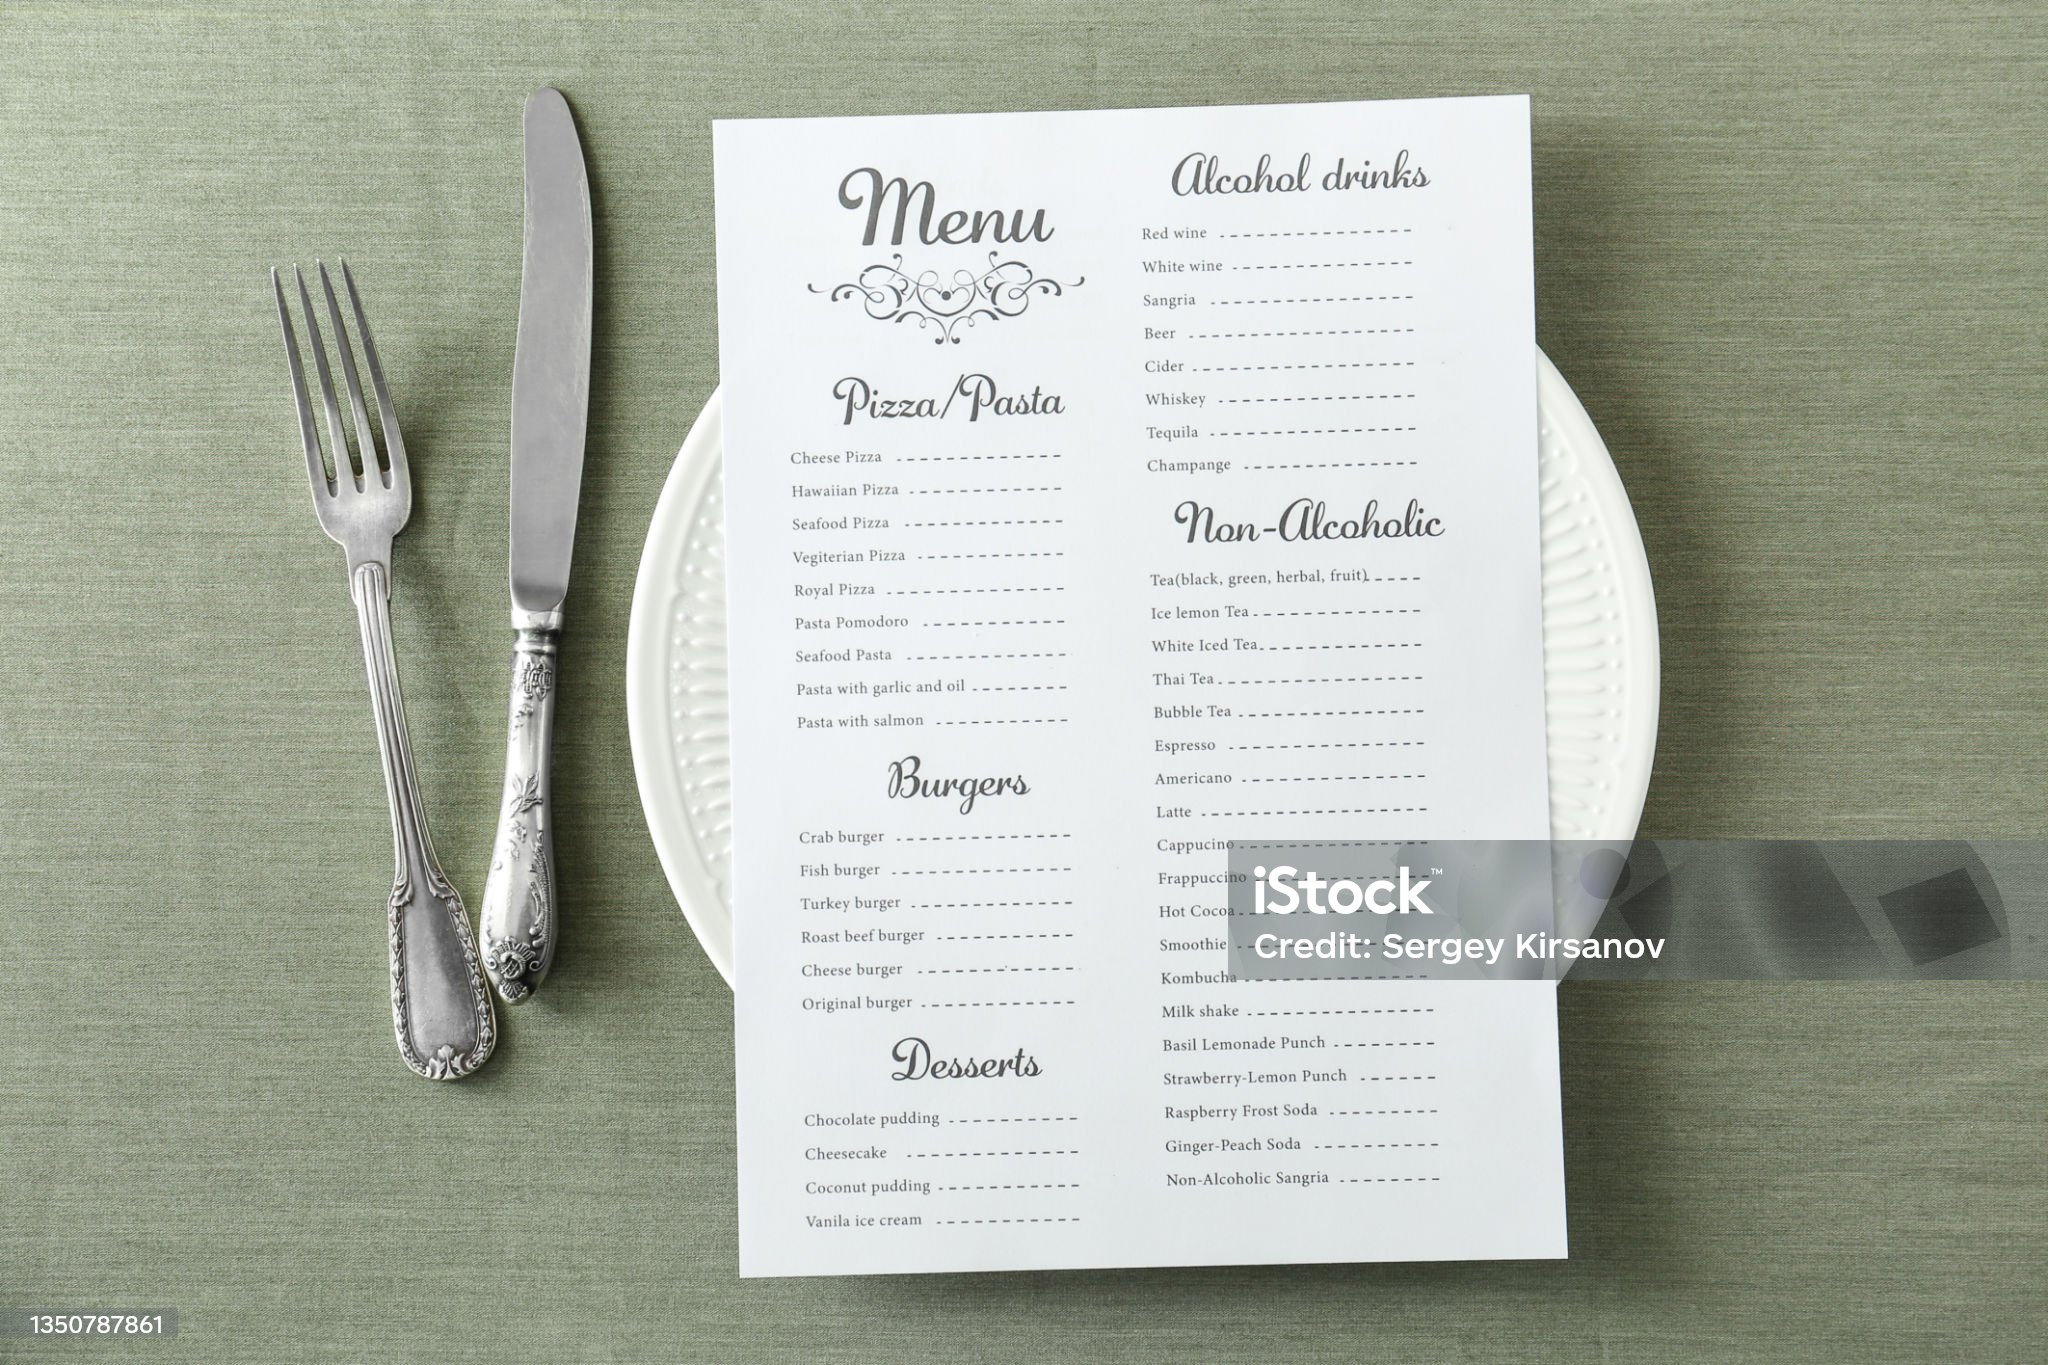 Menu
Pizza/Pasta
Cheese Pizza
Hawaiian Pizza
Seafood Pizza
Vegiterian Pizza
Royal Pizza
Pasta Pomodoro
Seafood Pasta
Pasta with garlic and oil
Pasta with salmon
Burgers
Crab burger
Fish burger
Turkey burger
Roast beef burger
Cheese burger
Original burger
Desserts
Chocolate pudding
Cheesecake
Coconut pudding
Vanila ice cream
Alcohol drinks
Red wine
White wine
Sangria
Beer
Cider
Whiskey
Tequila
Champange
Non-Alcoholic
Tea(black, green, herbal, fruit)
Ice lemon Tea
White Iced Tea
Thai Tea
Bubble Tea
Espresso
Americano
Latte
Cappucino
Frappuccino
Hot Cocoa
Smoothie
Kombucha
Milk shake
Basil Lemonade Punch
Strawberry-Lemon Punch
Raspberry Frost Soda
Ginger-Peach Soda
Non-Alcoholic Sangria
iStock™
Credit: Sergey Kirsanov
1350787861